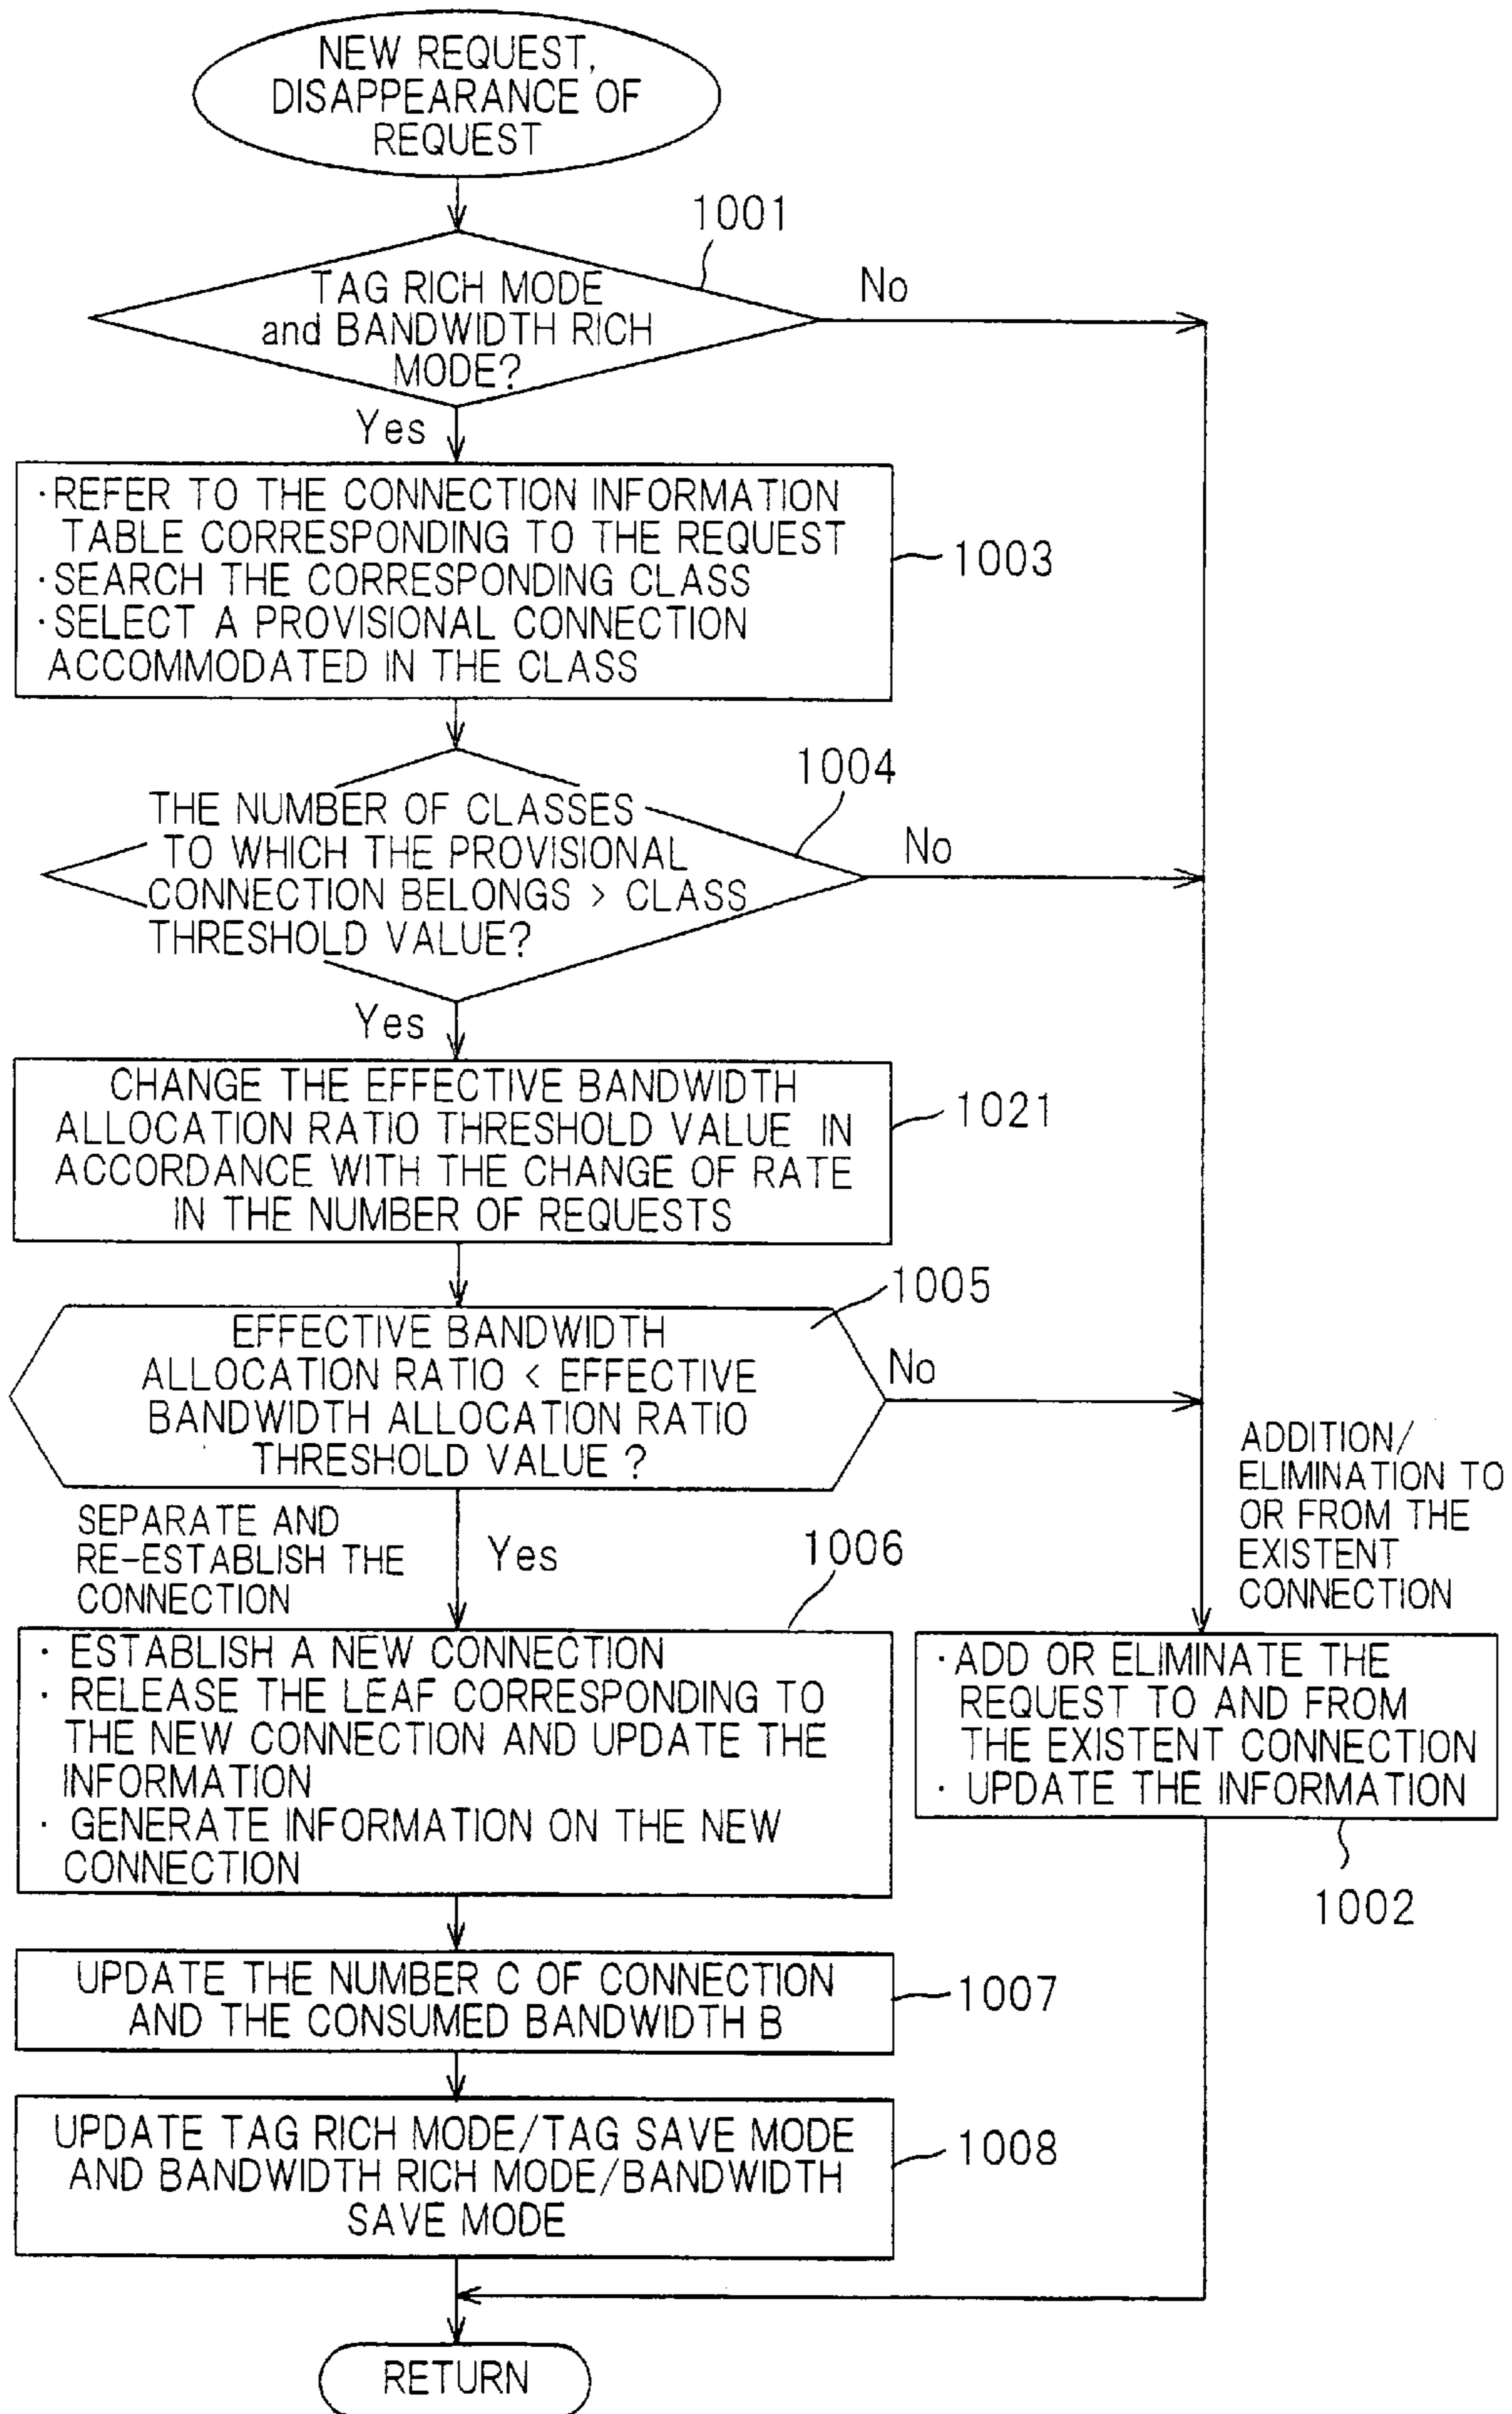 NEW REQUEST,
DISAPPEARANCE OF
REQUEST
1001
TAG RICH MODE
and BANDWIDTH RICH
MODE?
No
Yes
·REFER TO THE CONNECTION INFORMATION
TABLE CORRESPONDING TO THE REQUEST
·SEARCH THE CORRESPONDING CLASS
·SELECT A PROVISIONAL CONNECTION
ACCOMMODATED IN THE CLASS
1003
1004
THE NUMBER OF CLASSES
TO WHICH THE PROVISIONAL
CONNECTION BELONGS > CLASS
THRESHOLD VALUE?
No
Yes
CHANGE THE EFFECTIVE BANDWIDTH
ALLOCATION RATIO THRESHOLD VALUE IN
ACCORDANCE WITH THE CHANGE OF RATE
IN THE NUMBER OF REQUESTS
1021
1005
EFFECTIVE BANDWIDTH
ALLOCATION RATIO < EFFECTIVE
BANDWIDTH ALLOCATION RATIO
THRESHOLD VALUE ?
No
ADDITION/
ELIMINATION TO
OR FROM THE
EXISTENT
CONNECTION
SEPARATE AND
RE-ESTABLISH THE
CONNECTION
Yes
1006
· ESTABLISH A NEW CONNECTION
· RELEASE THE LEAF CORRESPONDING TO
THE NEW CONNECTION AND UPDATE THE
INFORMATION
· GENERATE INFORMATION ON THE NEW
CONNECTION
·ADD OR ELIMINATE THE
REQUEST TO AND FROM
THE EXISTENT CONNECTION
· UPDATE THE INFORMATION
1002
UPDATE THE NUMBER C OF CONNECTION
AND THE CONSUMED BANDWIDTH B
1007
UPDATE TAG RICH MODE/TAG SAVE MODE
AND BANDWIDTH RICH MODE/BANDWIDTH
SAVE MODE
1008
RETURN